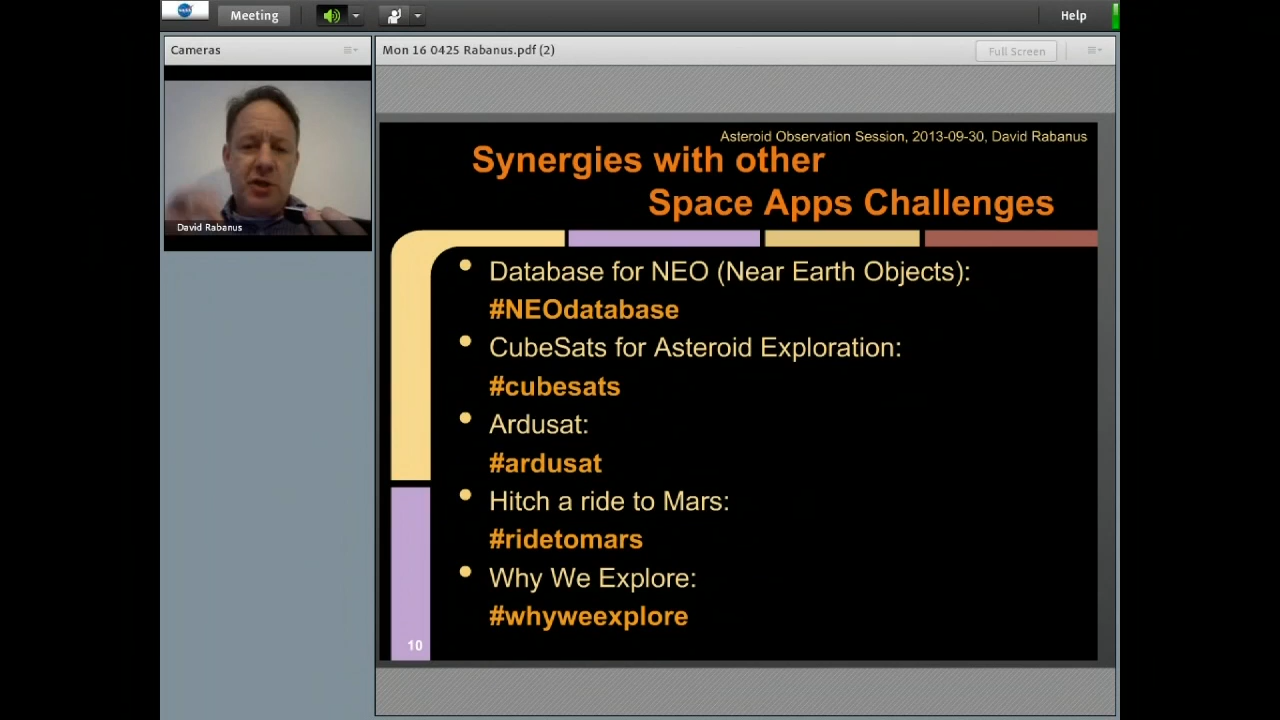 Meeting
Help
Cameras
Mon 16 0425 Rabanus.pdf (2)
Full Screen
David Rabanus
Asteroid Observation Session, 2013-09-30, David Rabanus
Synergies with other
Space Apps Challenges
• Database for NEO (Near Earth Objects):
#NEOdatabase
• CubeSats for Asteroid Exploration:
#cubesats
• Ardusat:
#ardusat
• Hitch a ride to Mars:
#ridetomars
• Why We Explore:
#whyweexplore
10